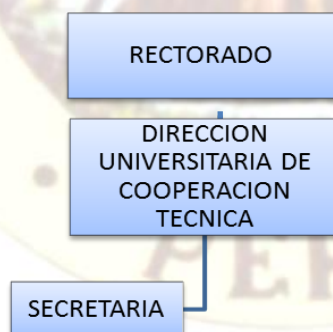 RECTORADO
DIRECCION
UNIVERSITARIA DE
COOPERACION
TECNICA
SECRETARIA